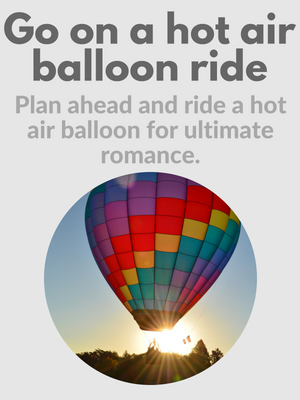 Go on a hot air
balloon ride
Plan ahead and ride a hot
air balloon for ultimate
romance.